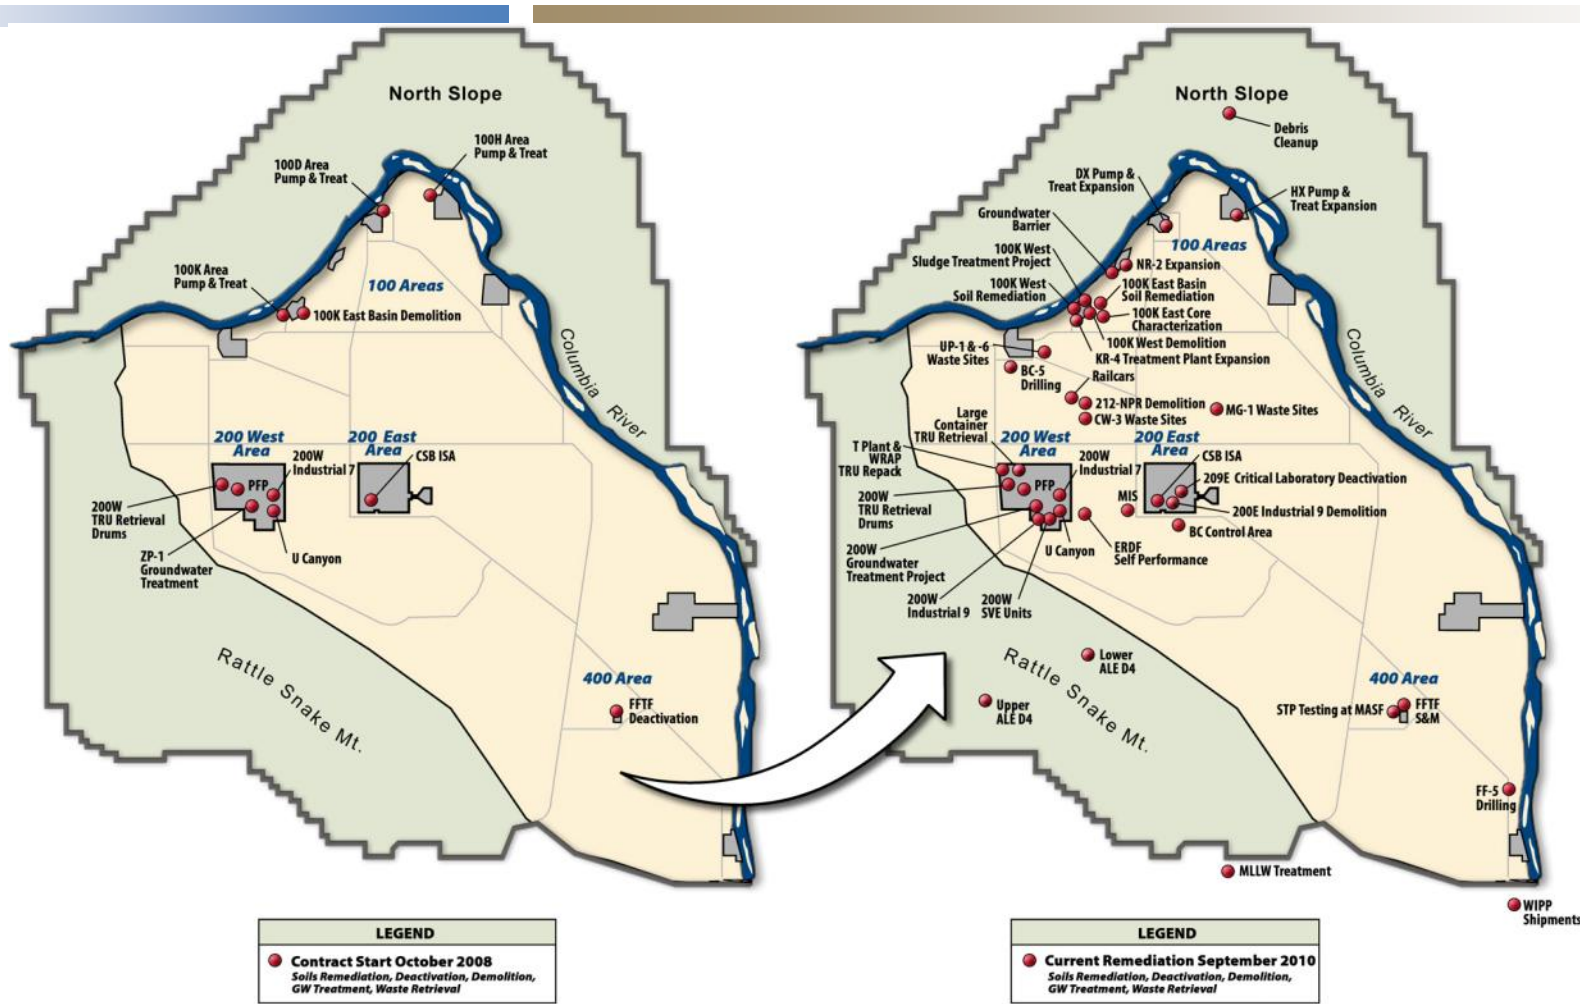 North Slope
100H Area
Pump & Treat
100D Area
Pump & Treat
100K Area
Pump & Treat
100 Areas
100K East Basin Demolition
Columbia River
200 West
Area
200 East
Area
200W
Industrial 7
CSB ISA
PFP
200W
TRU Retrieval
Drums
ZP-1
Groundwater
Treatment
U Canyon
Rattle Snake Mt.
400 Area
FFTF
Deactivation
LEGEND
Contract Start October 2008
Soils Remediation, Deactivation, Demolition,
GW Treatment, Waste Retrieval
North Slope
Debris
Cleanup
DX Pump &
Treat Expansion
HX Pump &
Treat Expansion
Groundwater
Barrier
100 Areas
100K West
Sludge Treatment Project
NR-2 Expansion
100K West
Soil Remediation
100K East Basin
Soil Remediation
100K East Core
Characterization
100K West Demolition
KR-4 Treatment Plant Expansion
UP-1 & -6
Waste Sites
BC-5
Drilling
Railcars
212-NPR Demolition
CW-3 Waste Sites
MG-1 Waste Sites
Columbia River
Large
Container
TRU Retrieval
T Plant &
WRAP
TRU Repack
200 West
Area
200 East
Area
200W
Industrial 7
CSB ISA
209E Critical Laboratory Deactivation
PFP
MIS
200W
TRU Retrieval
Drums
200E Industrial 9 Demolition
BC Control Area
U Canyon
ERDF
Self Performance
200W
Groundwater
Treatment Project
200W
Industrial 9
200W
SVE Units
Lower
ALE D4
Upper
ALE D4
Rattle Snake Mt.
400 Area
STP Testing at MASF
FFTF
S&M
FF-5
Drilling
MLLW Treatment
WIPP
Shipments
LEGEND
Current Remediation September 2010
Soils Remediation, Deactivation, Demolition,
GW Treatment, Waste Retrieval